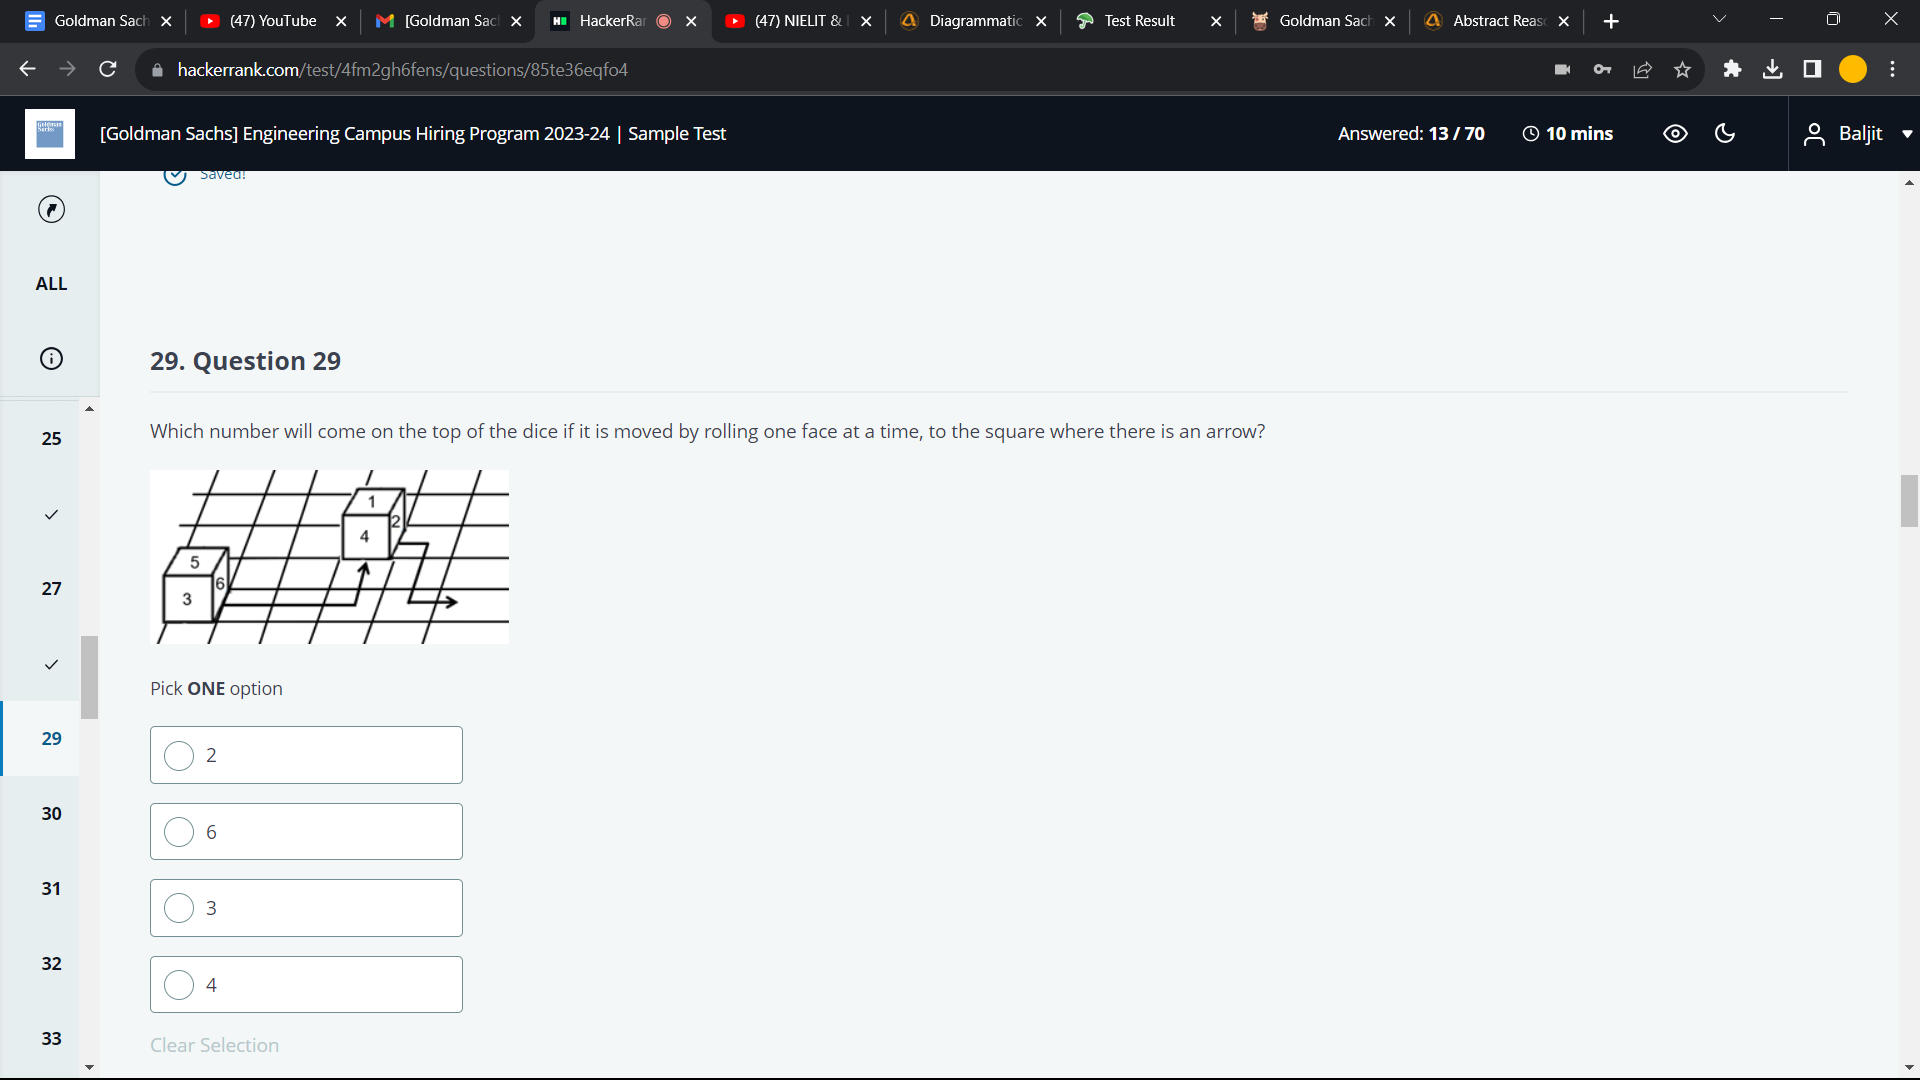 Goldman Sach
(47) YouTube
[Goldman Sac
HackerRar
(47) NIELIT &
Diagrammatic
Test Result
Goldman Sach
Abstract Reaso
hackerrank.com/test/4fm2gh6fens/questions/85te36eqfo4
Goldman
Sachs
[Goldman Sachs] Engineering Campus Hiring Program 2023-24 | Sample Test
Answered: 13 / 70
10 mins
Baljit
Saved!
ALL
25
27
29
30
31
32
33
29. Question 29
Which number will come on the top of the dice if it is moved by rolling one face at a time, to the square where there is an arrow?
1
2
4
5
6
3
Pick ONE option
2
6
3
4
Clear Selection